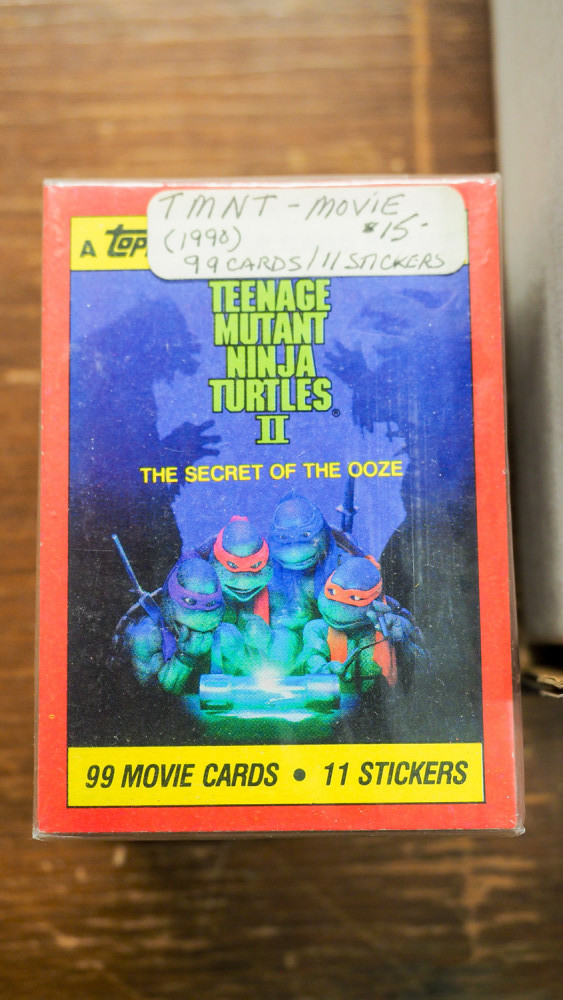 TMNT - MOVIE
(1990) $15-
99 CARDS/11 STICKERS
A
TEENAGE
MUTANT
NINJA
TURTLES®
II
THE SECRET OF THE OOZE
99 MOVIE CARDS • 11 STICKERS